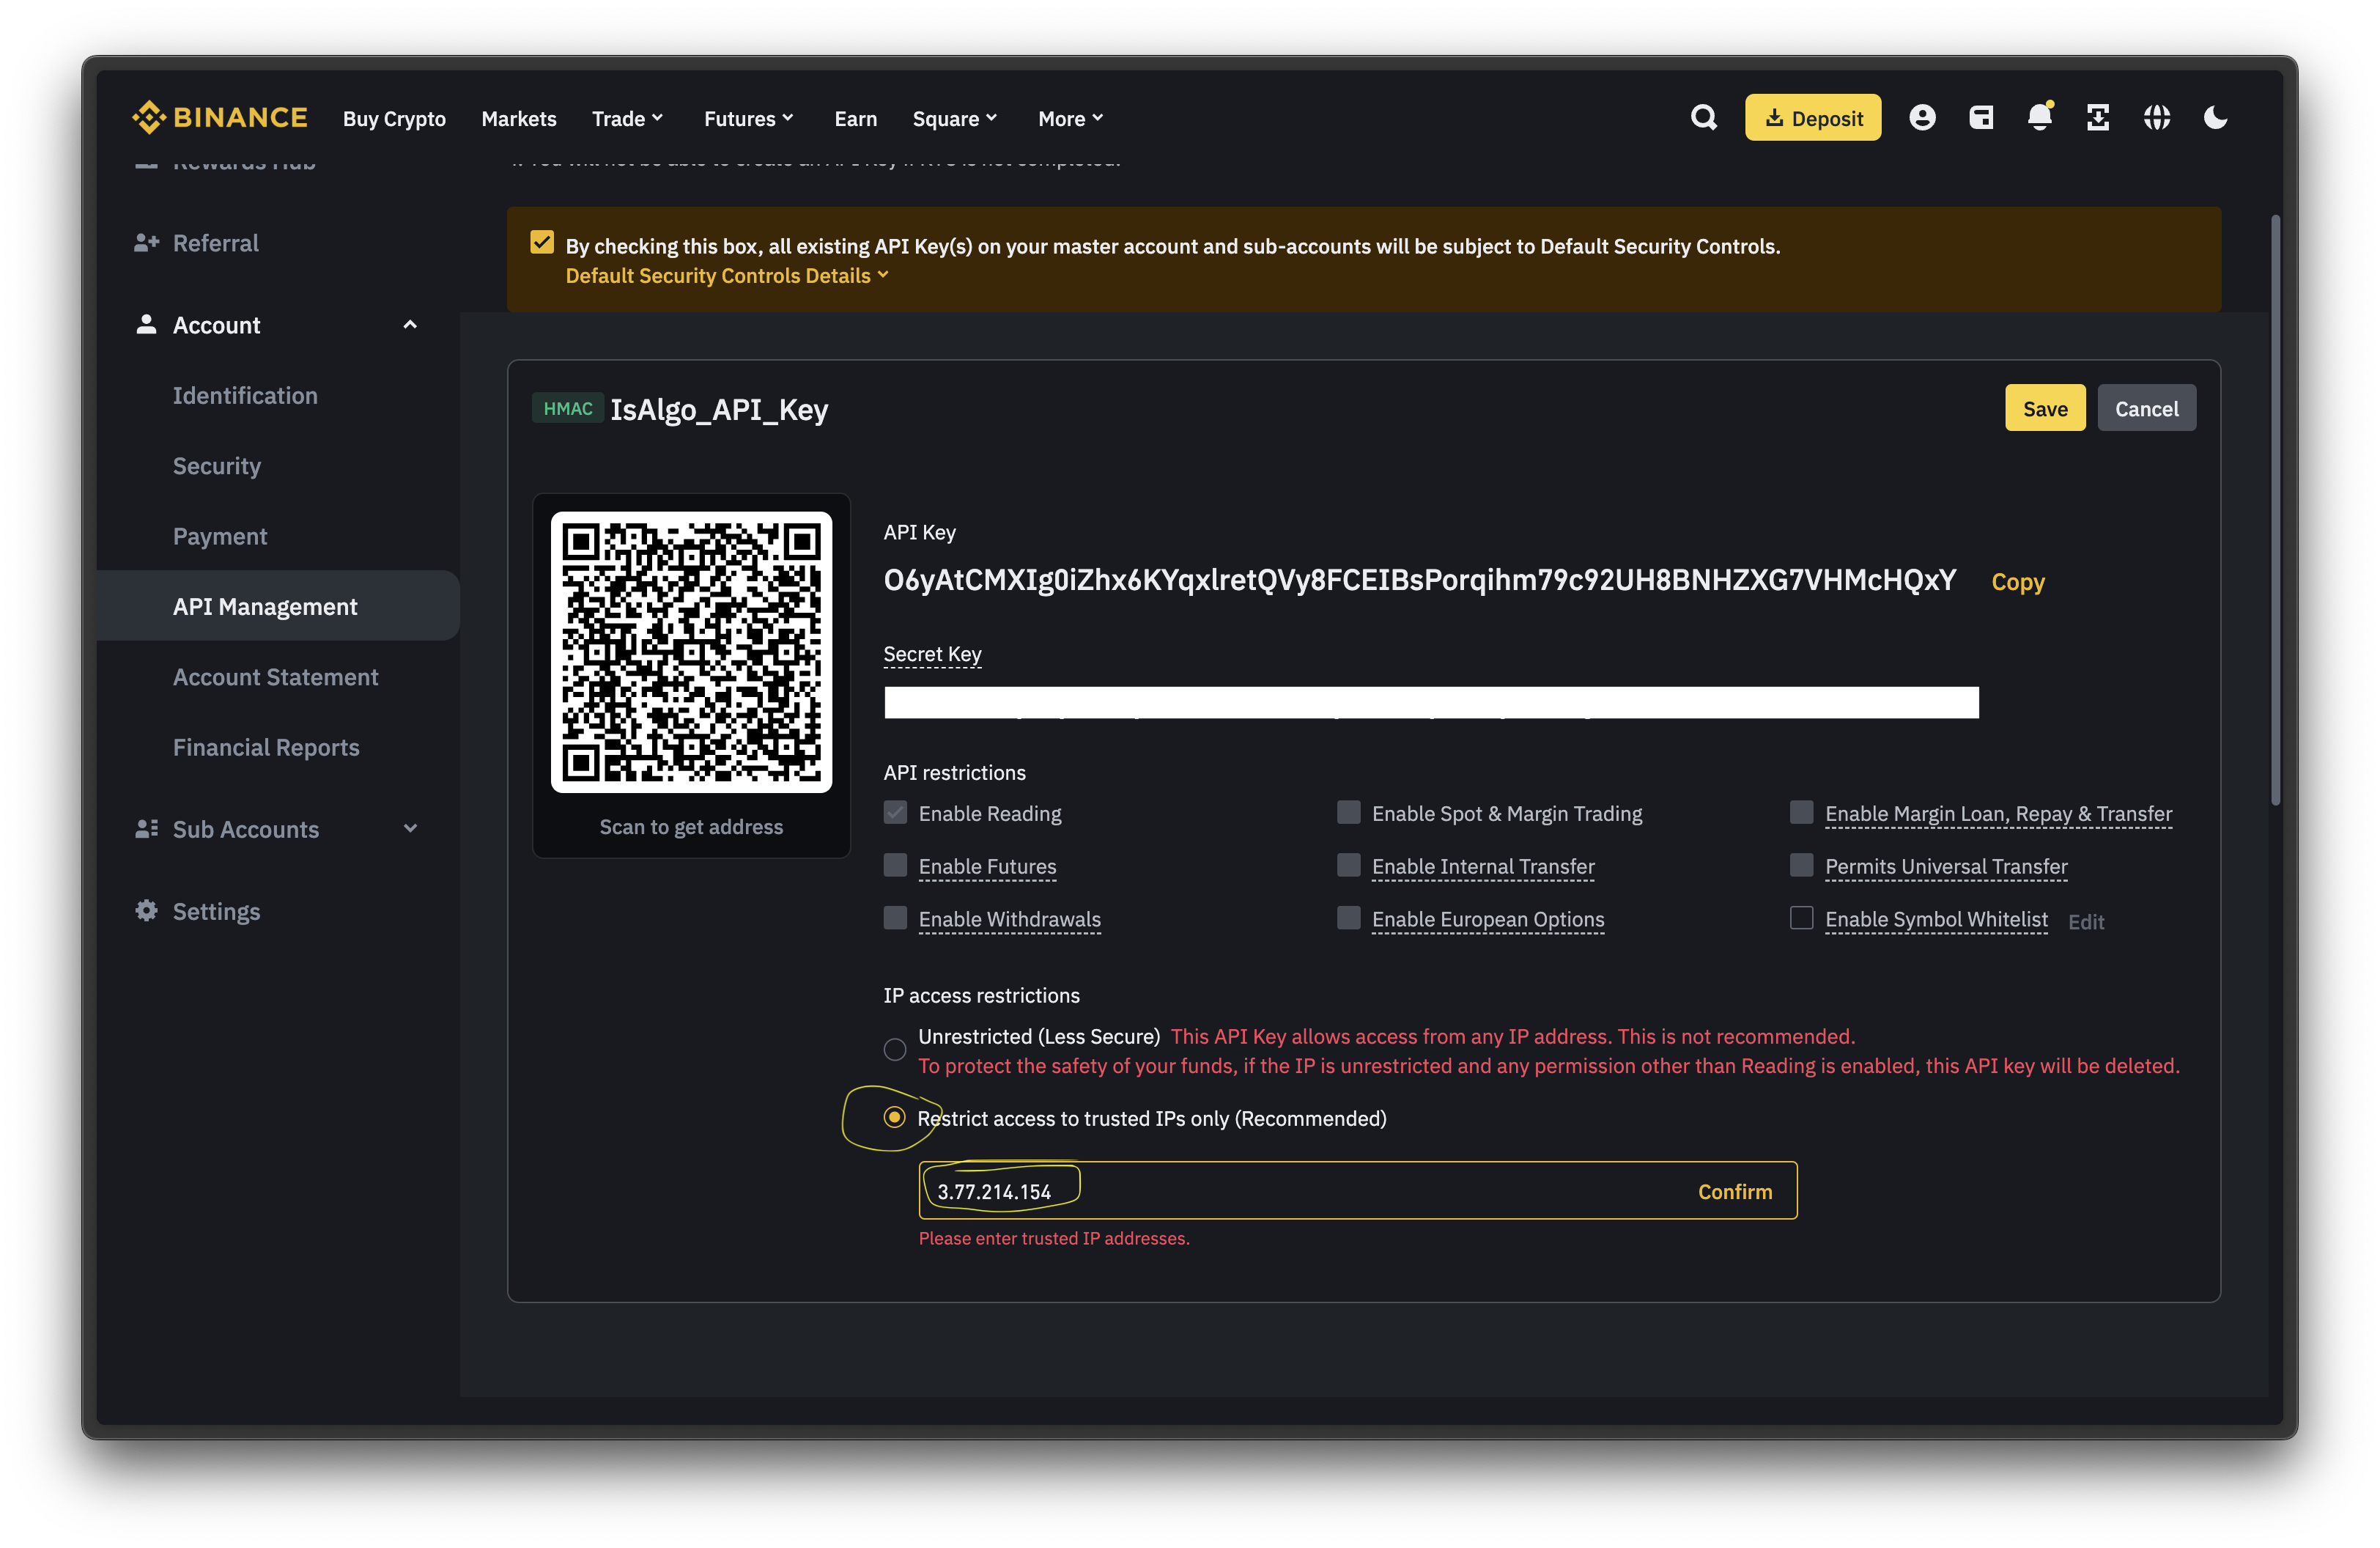 BINANCE
Buy Crypto
Markets
Trade
Futures
Earn
Square
More
Deposit
Rewards Hub
Referral
Account
Identification
Security
Payment
API Management
Account Statement
Financial Reports
Sub Accounts
Settings
By checking this box, all existing API Key(s) on your master account and sub-accounts will be subject to Default Security Controls.
Default Security Controls Details
HMAC IsAlgo_API_Key
Save
Cancel
Scan to get address
API Key
O6yAtCMXIg0iZhx6KYqxlretQVy8FCEIBsPorqihm79c92UH8BNHZXG7VHMcHQxY
Copy
Secret Key
API restrictions
Enable Reading
Enable Spot & Margin Trading
Enable Margin Loan, Repay & Transfer
Enable Futures
Enable Internal Transfer
Permits Universal Transfer
Enable Withdrawals
Enable European Options
Enable Symbol Whitelist
Edit
IP access restrictions
Unrestricted (Less Secure) This API Key allows access from any IP address. This is not recommended.
To protect the safety of your funds, if the IP is unrestricted and any permission other than Reading is enabled, this API key will be deleted.
Restrict access to trusted IPs only (Recommended)
3.77.214.154
Confirm
Please enter trusted IP addresses.